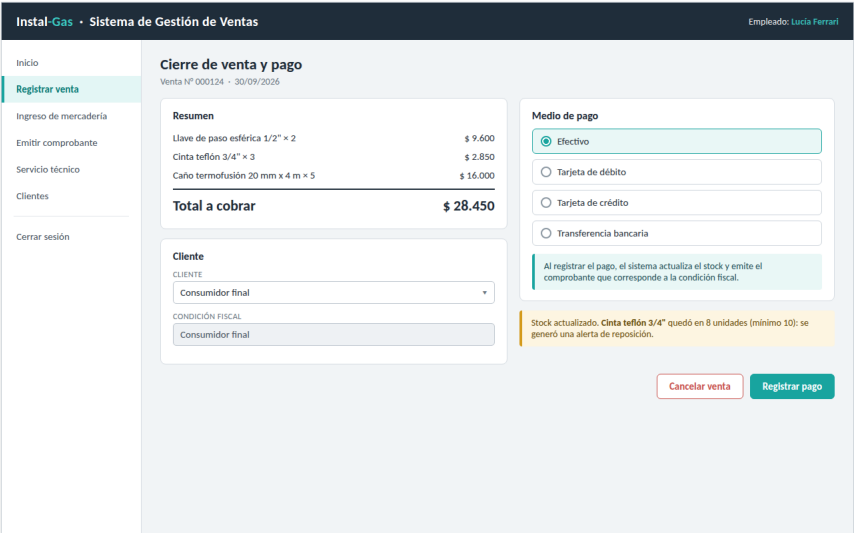 Instal-Gas · Sistema de Gestión de Ventas
Empleado: Lucía Ferrari
Inicio
Registrar venta
Ingreso de mercadería
Emitir comprobante
Servicio técnico
Clientes
Cerrar sesión
Cierre de venta y pago
Venta N° 000124 · 30/09/2026
Resumen
Llave de paso esférica 1/2" × 2 $ 9.600
Cinta teflón 3/4" × 3 $ 2.850
Caño termofusión 20 mm x 4 m × 5 $ 16.000
Total a cobrar $ 28.450
Cliente
CLIENTE
Consumidor final
CONDICIÓN FISCAL
Consumidor final
Medio de pago
Efectivo
Tarjeta de débito
Tarjeta de crédito
Transferencia bancaria
Al registrar el pago, el sistema actualiza el stock y emite el
comprobante que corresponde a la condición fiscal.
Stock actualizado. Cinta teflón 3/4" quedó en 8 unidades (mínimo 10): se
generó una alerta de reposición.
Cancelar venta
Registrar pago